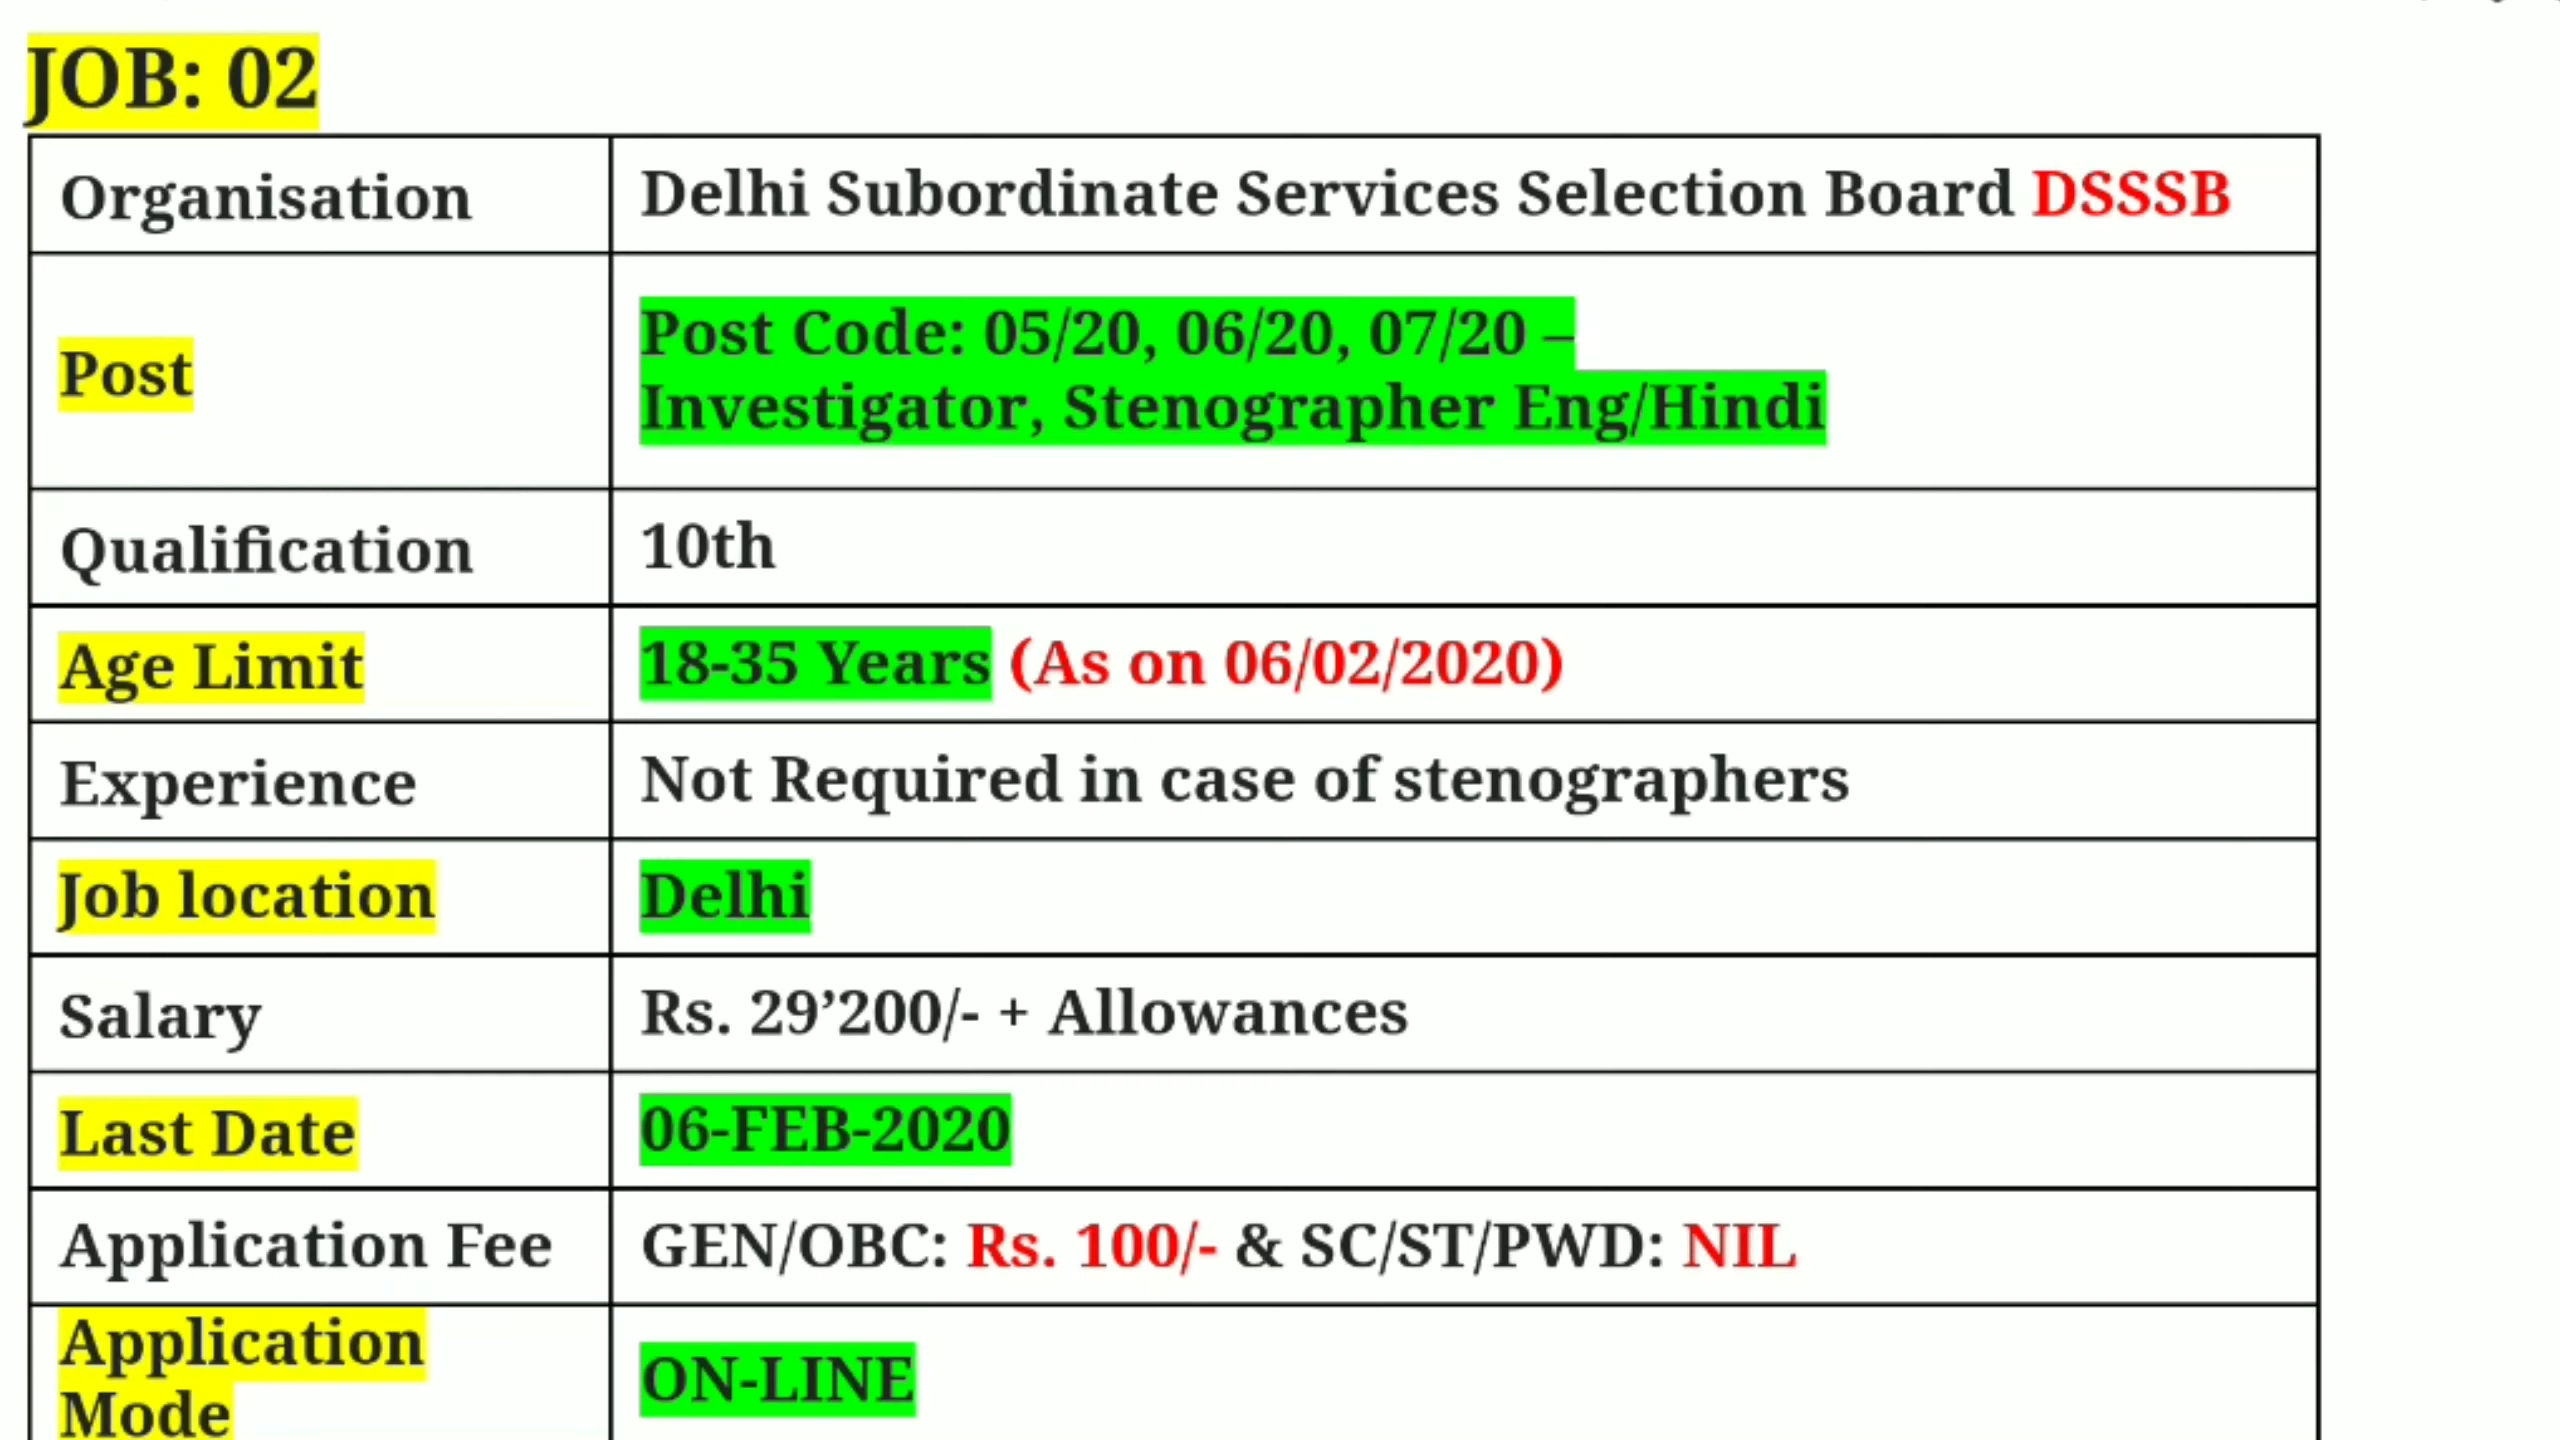 JOB: 02
Organisation
Delhi Subordinate Services Selection Board DSSSB
Post
Post Code: 05/20, 06/20, 07/20 –
Investigator, Stenographer Eng/Hindi
Qualification
10th
Age Limit
18-35 Years (As on 06/02/2020)
Experience
Not Required in case of stenographers
Job location
Delhi
Salary
Rs. 29’200/- + Allowances
Last Date
06-FEB-2020
Application Fee
GEN/OBC: Rs. 100/- & SC/ST/PWD: NIL
Application
Mode
ON-LINE